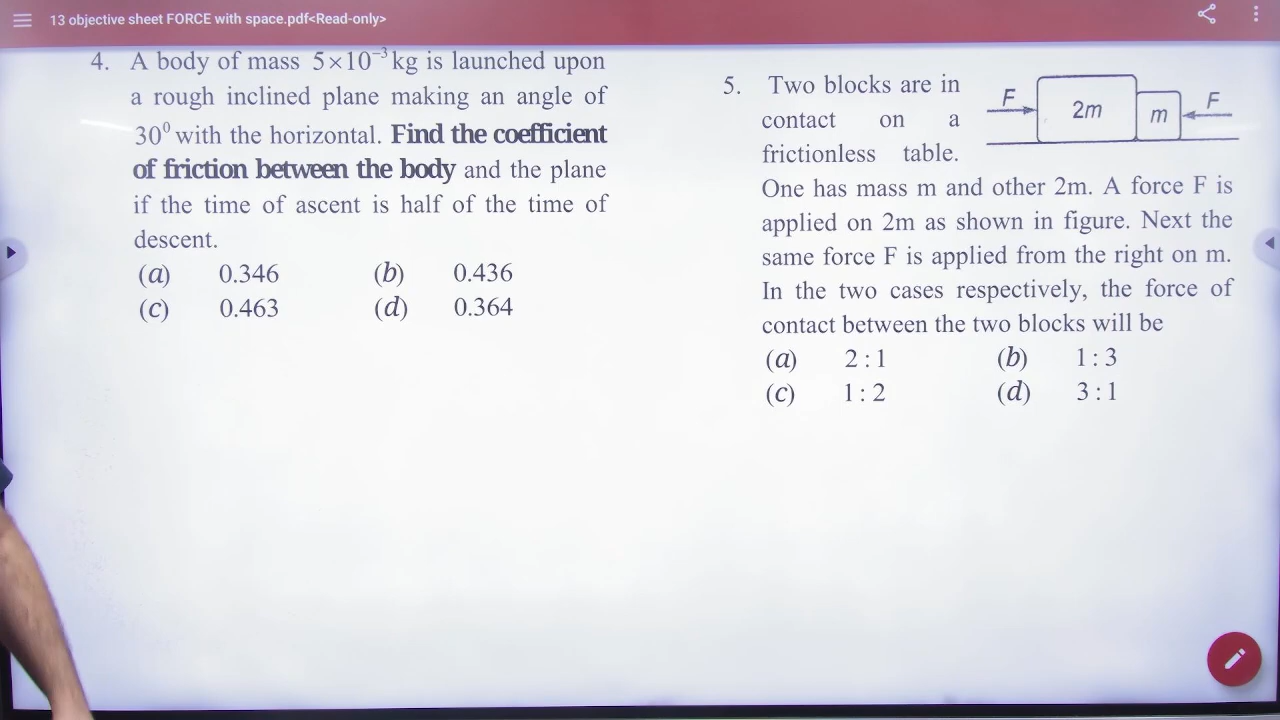 13 objective sheet FORCE with space.pdf<Read-only>
4. A body of mass 5×10⁻³ kg is launched upon
a rough inclined plane making an angle of
30⁰ with the horizontal. Find the coefficient
of friction between the body and the plane
if the time of ascent is half of the time of
descent.
(a) 0.346 (b) 0.436
(c) 0.463 (d) 0.364
5. Two blocks are in
contact on a
frictionless table.
F 2m m F
One has mass m and other 2m. A force F is
applied on 2m as shown in figure. Next the
same force F is applied from the right on m.
In the two cases respectively, the force of
contact between the two blocks will be
(a) 2 : 1 (b) 1 : 3
(c) 1 : 2 (d) 3 : 1